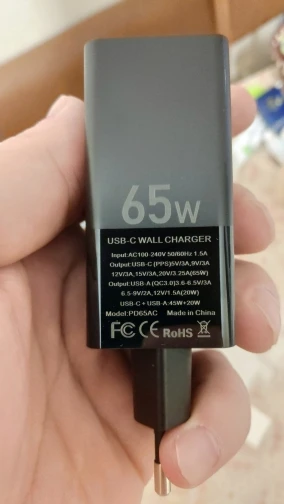 65W
USB-C WALL CHARGER
Input:AC100-240V 50/60Hz 1.5A
Output:USB-C (PPS)5V/3A,9V/3A
12V/3A,15V/3A,20V/3.25A(65W)
Output:USB-A (QC3.0)3.6-6.5V/3A
6.5-9V/2A,12V/1.5A(20W)
USB-C + USB-A:45W+20W
Model:PD65AC Made in China
FC CE RoHS